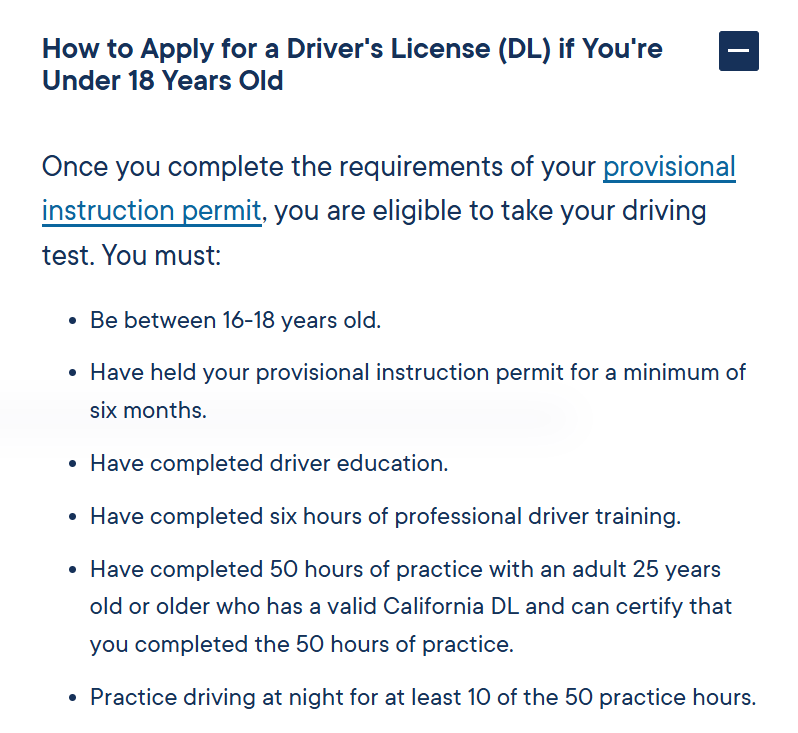 How to Apply for a Driver's License (DL) if You're
Under 18 Years Old
Once you complete the requirements of your provisional
instruction permit, you are eligible to take your driving
test. You must:
• Be between 16-18 years old.
• Have held your provisional instruction permit for a minimum of
six months.
• Have completed driver education.
• Have completed six hours of professional driver training.
• Have completed 50 hours of practice with an adult 25 years
old or older who has a valid California DL and can certify that
you completed the 50 hours of practice.
• Practice driving at night for at least 10 of the 50 practice hours.